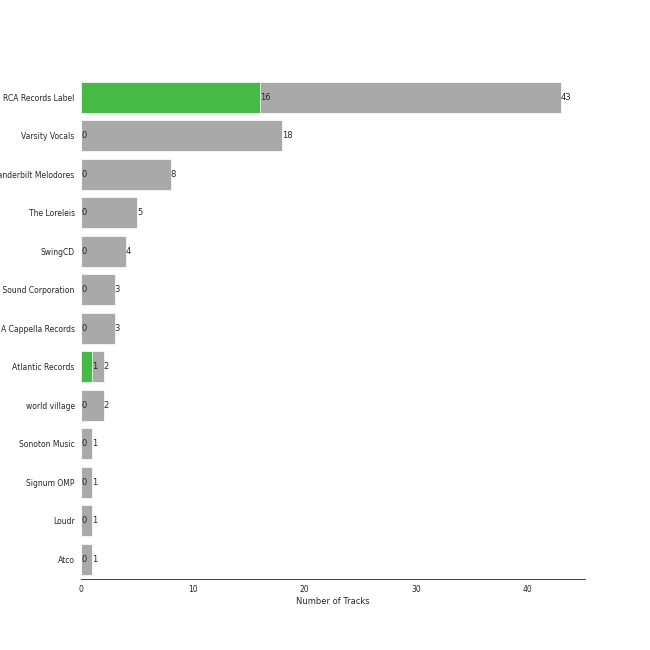 RCA Records Label 16 43
Varsity Vocals 0 18
anderbilt Melodores 0 8
The Loreleis 0 5
SwingCD 0 4
Sound Corporation 0 3
A Cappella Records 0 3
Atlantic Records 1 2
world village 0 2
Sonoton Music 0 1
Signum OMP 0 1
Loudr 0 1
Atco 0 1
0 10 20 30 40
Number of Tracks